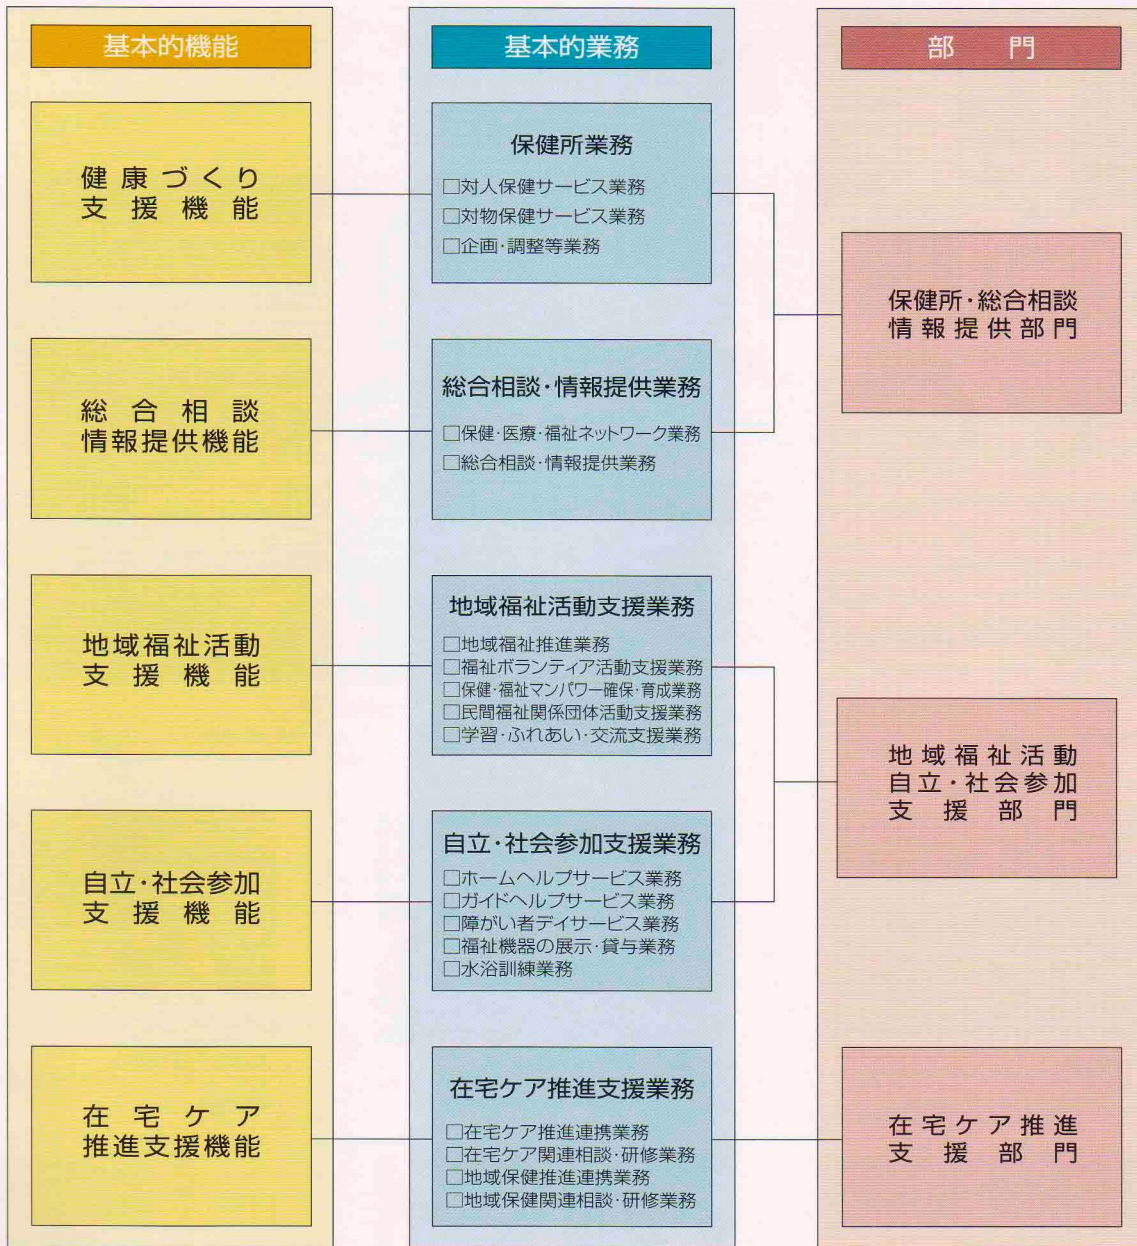 基本的機能
健康づくり
支援機能
総合相談
情報提供機能
地域福祉活動
支援機能
自立・社会参加
支援機能
在宅ケア
推進支援機能
基本的業務
保健所業務
□対人保健サービス業務
□対物保健サービス業務
□企画・調整等業務
総合相談・情報提供業務
□保健・医療・福祉ネットワーク業務
□総合相談・情報提供業務
地域福祉活動支援業務
□地域福祉推進業務
□福祉ボランティア活動支援業務
□保健・福祉マンパワー確保・育成業務
□民間福祉関係団体活動支援業務
□学習・ふれあい・交流支援業務
自立・社会参加支援業務
□ホームヘルプサービス業務
□ガイドヘルプサービス業務
□障がい者デイサービス業務
□福祉機器の展示・貸与業務
□水浴訓練業務
在宅ケア推進支援業務
□在宅ケア推進連携業務
□在宅ケア関連相談・研修業務
□地域保健推進連携業務
□地域保健関連相談・研修業務
部門
保健所・総合相談
情報提供部門
地域福祉活動
自立・社会参加
支援部門
在宅ケア推進
支援部門